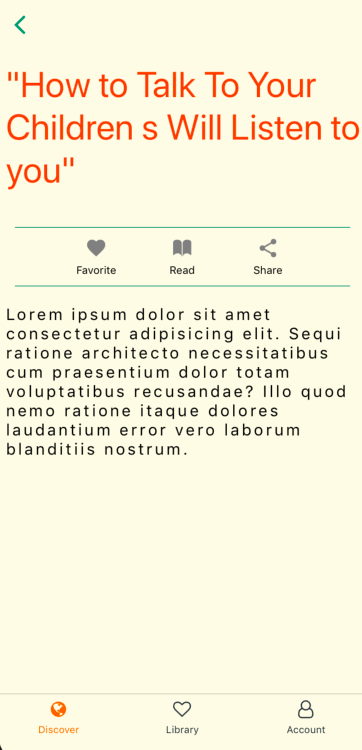 "How to Talk To Your
Children s Will Listen to
you"
Favorite Read Share
Lorem ipsum dolor sit amet
consectetur adipisicing elit. Sequi
ratione architecto necessitatibus
cum praesentium dolor totam
voluptatibus recusandae? Illo quod
nemo ratione itaque dolores
laudantium error vero laborum
blanditiis nostrum.
Discover Library Account